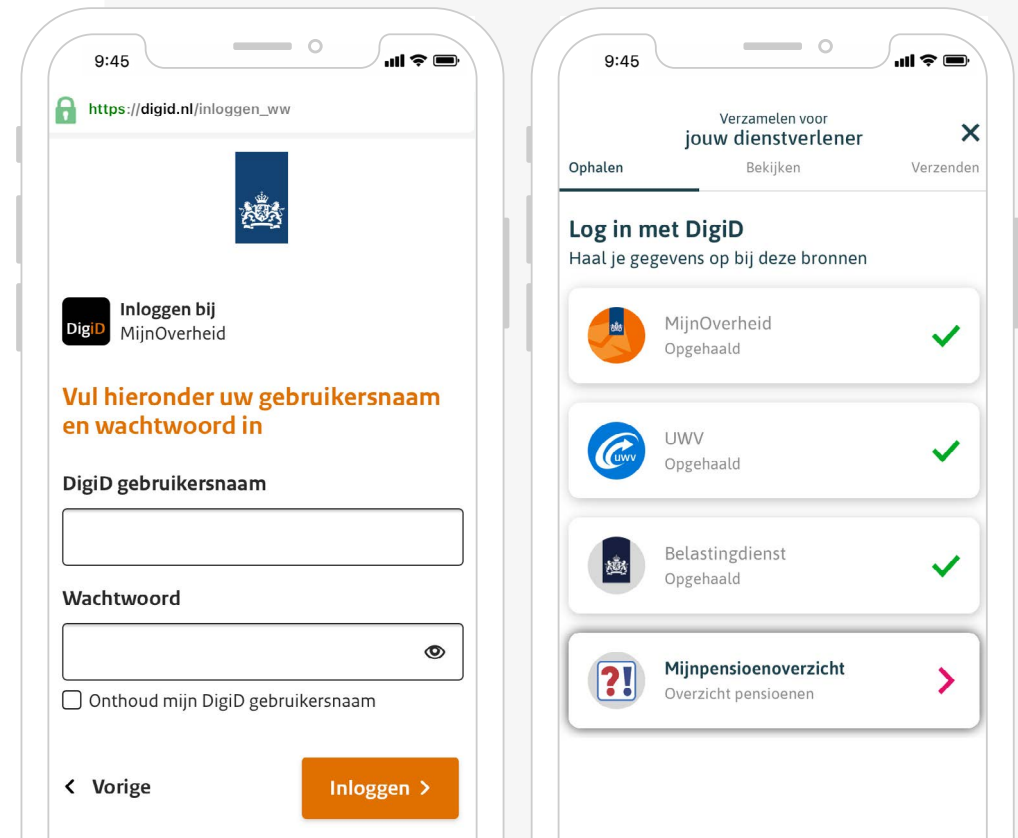 9:45
https://digid.nl/inloggen_ww
DigiD
Inloggen bij
MijnOverheid
Vul hieronder uw gebruikersnaam
en wachtwoord in
DigiD gebruikersnaam
Wachtwoord
Onthoud mijn DigiD gebruikersnaam
Vorige
Inloggen
9:45
Verzamelen voor
jouw dienstverlener
Ophalen
Bekijken
Verzenden
Log in met DigiD
Haal je gegevens op bij deze bronnen
MijnOverheid
Opgehaald
UWV
UWV
Opgehaald
Belastingdienst
Opgehaald
?!
Mijnpensioenoverzicht
Overzicht pensioenen